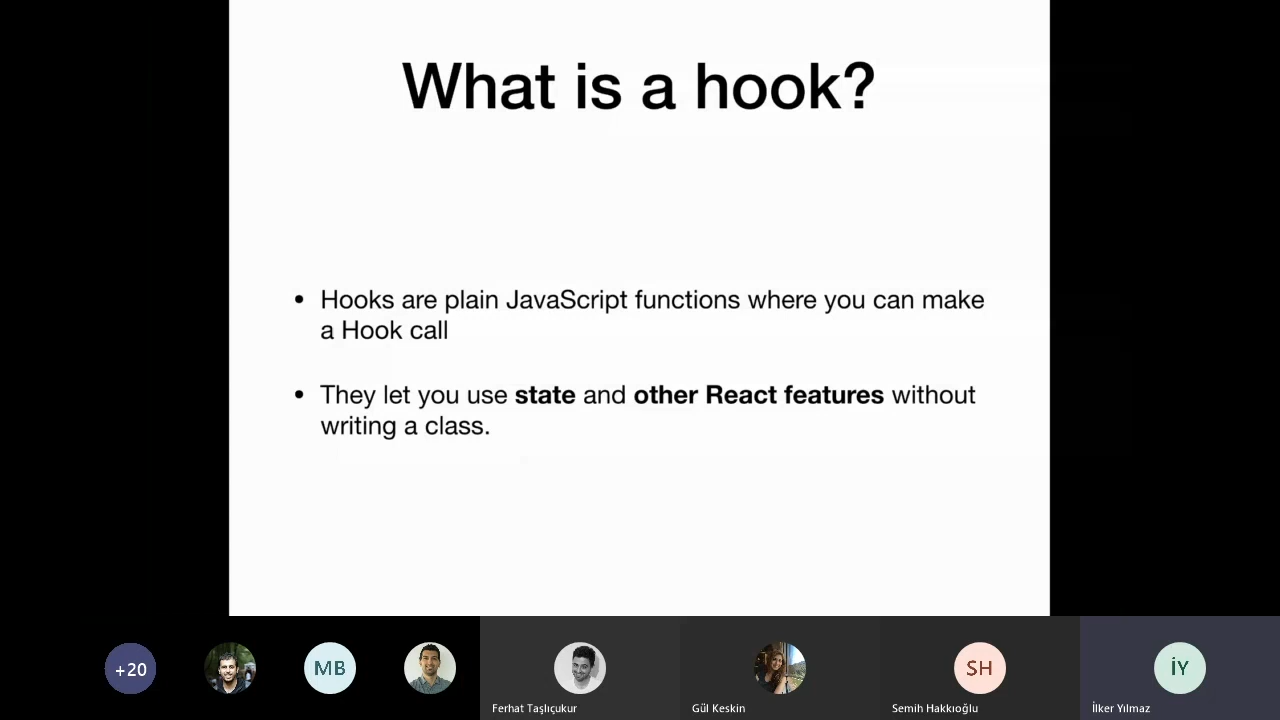 What is a hook?
• Hooks are plain JavaScript functions where you can make
a Hook call
• They let you use state and other React features without
writing a class.
+20
MB
SH
İY
Ferhat Taşlıçukur
Gül Keskin
Semih Hakkıoğlu
İlker Yılmaz